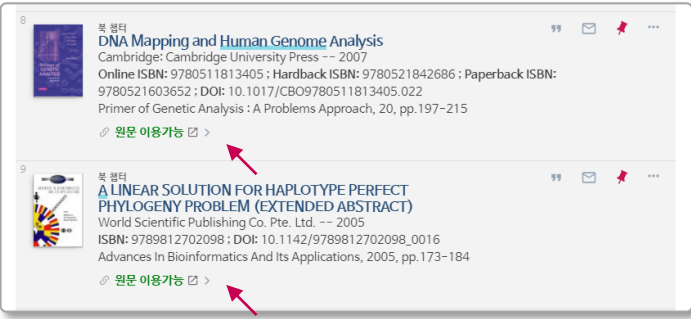 8
북 챕터
DNA Mapping and Human Genome Analysis
Cambridge: Cambridge University Press -- 2007
Online ISBN: 9780511813405 ; Hardback ISBN: 9780521842686 ; Paperback ISBN:
9780521603652 ; DOI: 10.1017/CBO9780511813405.022
Primer of Genetic Analysis : A Problems Approach, 20, pp.197-215
원문 이용가능
9
북 챕터
A LINEAR SOLUTION FOR HAPLOTYPE PERFECT
PHYLOGENY PROBLEM (EXTENDED ABSTRACT)
World Scientific Publishing Co. Pte. Ltd. -- 2005
ISBN: 9789812702098 ; DOI: 10.1142/9789812702098_0016
Advances In Bioinformatics And Its Applications, 2005, pp.173-184
원문 이용가능